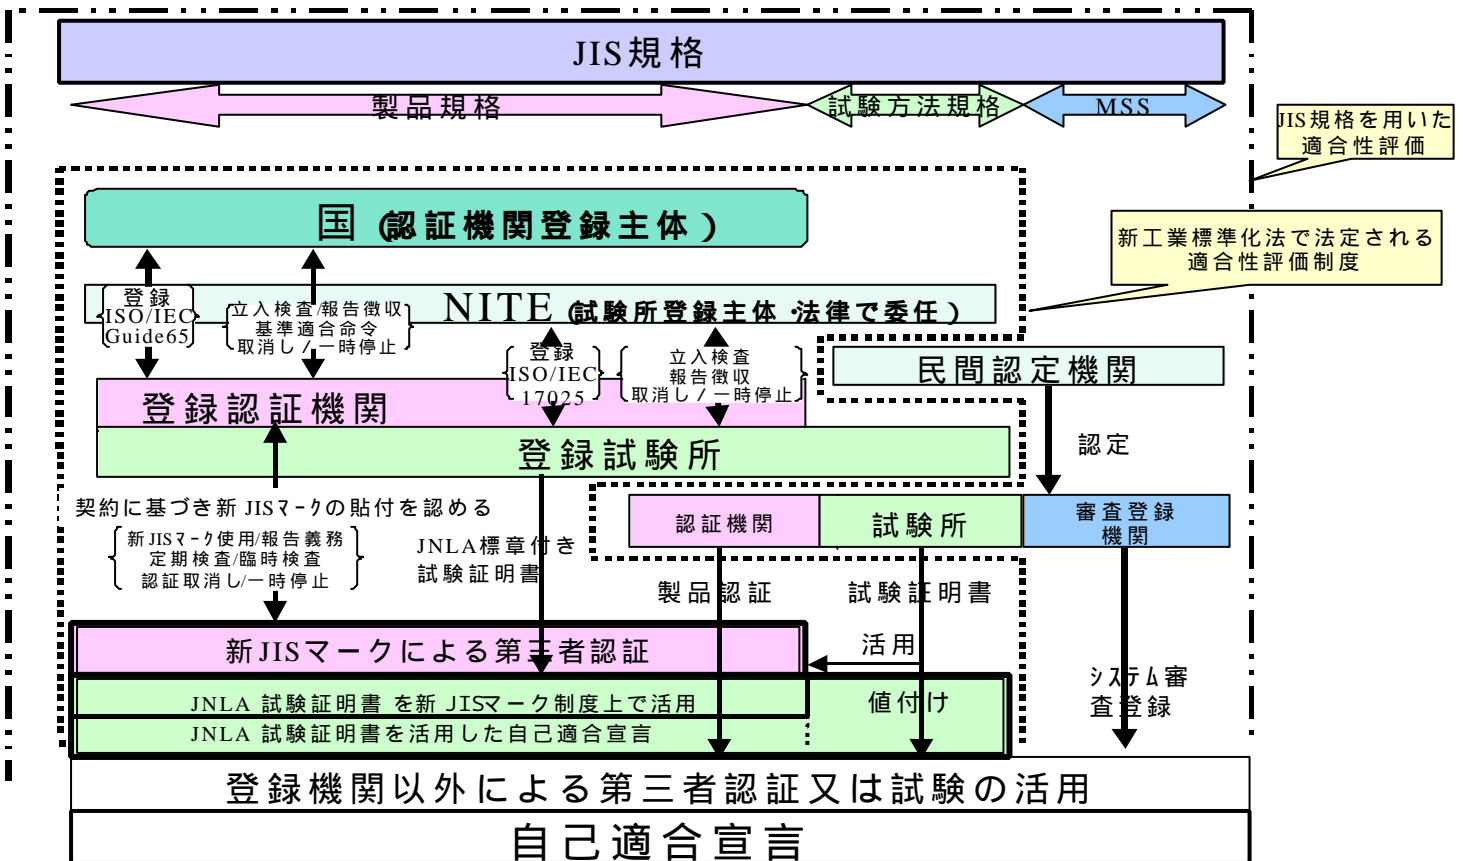 JIS規格
製品規格
試験方法規格
MSS
JIS規格を用いた
適合性評価
国(認証機関登録主体)
新工業標準化法で法定される
適合性評価制度
登録
ISO/IEC
Guide65
立入検査/報告徴収
基準適合命令
取消し/一時停止
NITE(試験所登録主体・法律で委任)
登録
ISO/IEC
17025
立入検査
報告徴収
取消し/一時停止
民間認定機関
登録認証機関
登録試験所
認定
契約に基づき新JISマークの貼付を認める
新JISマーク使用/報告義務
定期検査/臨時検査
認証取消し/一時停止
JNLA標章付き
試験証明書
認証機関
試験所
審査登録
機関
製品認証
試験証明書
新JISマークによる第三者認証
活用
システム審
査登録
JNLA 試験証明書を新JISマーク制度上で活用
値付け
JNLA 試験証明書を活用した自己適合宣言
登録機関以外による第三者認証又は試験の活用
自己適合宣言